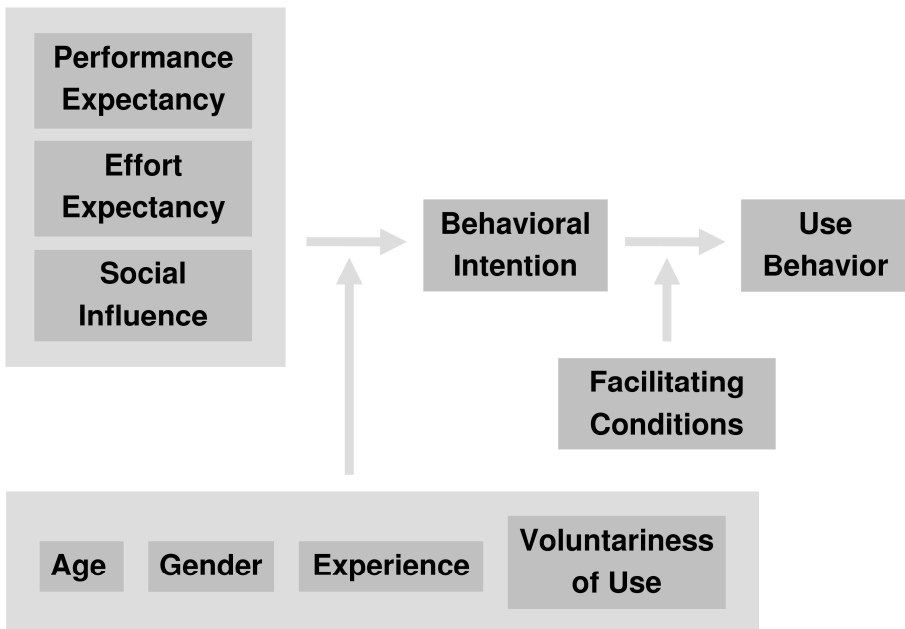 Performance
Expectancy
Effort
Expectancy
Social
Influence
Behavioral
Intention
Use
Behavior
Facilitating
Conditions
Age
Gender
Experience
Voluntariness
of Use